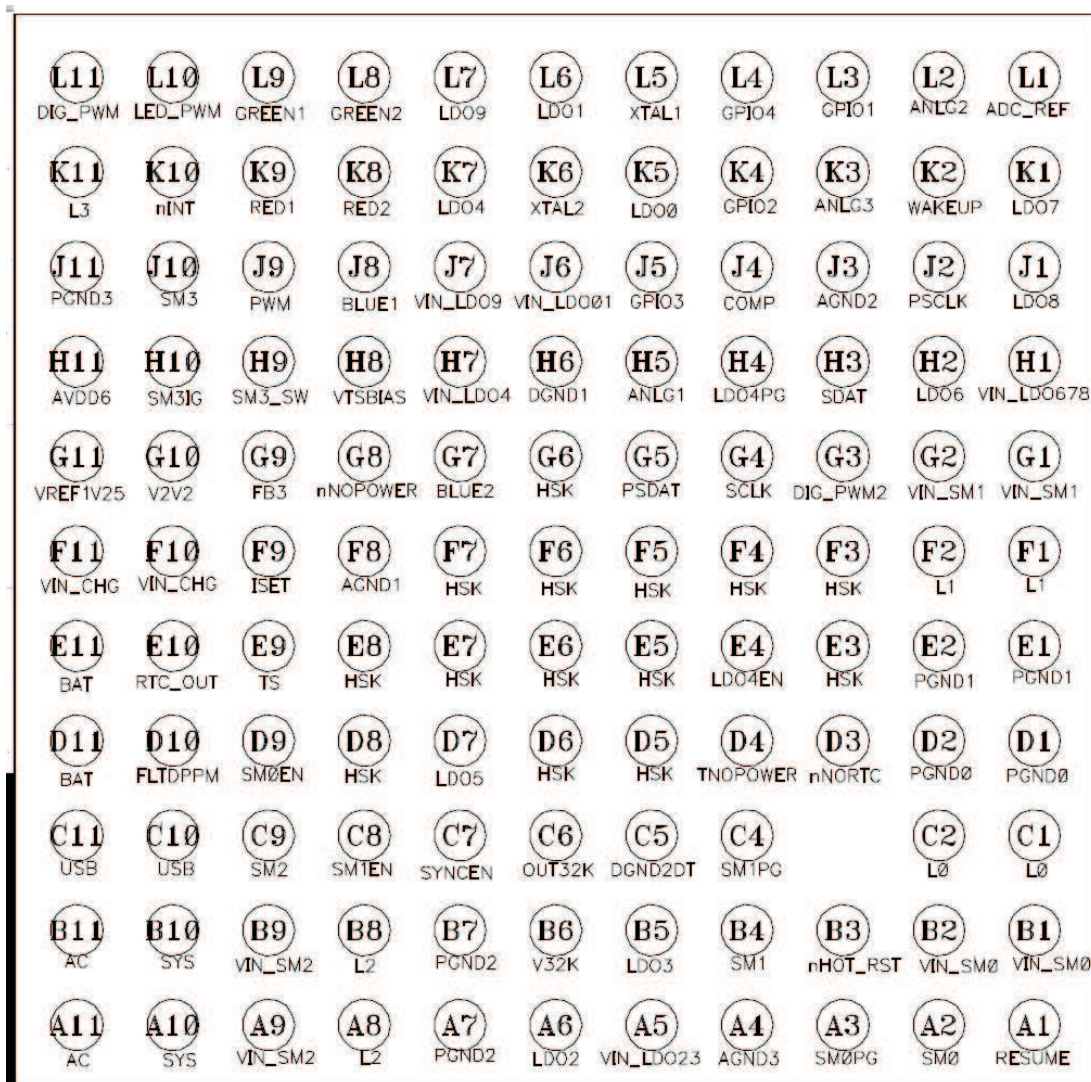 L11 L10 L9 L8 L7 L6 L5 L4 L3 L2 L1
DIG_PWM LED_PWM GREEN1 GREEN2 LDO9 LDO1 XTAL1 GPIO4 GPIO1 ANLG2 ADC_REF
K11 K10 K9 K8 K7 K6 K5 K4 K3 K2 K1
L3 nINT RED1 RED2 LDO4 XTAL2 LDO0 GPIO2 ANLG3 WAKEUP LDO7
J11 J10 J9 J8 J7 J6 J5 J4 J3 J2 J1
PGND3 SM3 PWM BLUE1 VIN_LDO9 VIN_LDO01 GPIO3 COMP AGND2 PSCLK LDO8
H11 H10 H9 H8 H7 H6 H5 H4 H3 H2 H1
AVDD6 SM3IG SM3_SW VTSBIAS VIN_LDO4 DGND1 ANLG1 LDO4PG SDAT LDO6 VIN_LDO678
G11 G10 G9 G8 G7 G6 G5 G4 G3 G2 G1
VREF1V25 V2V2 FB3 nNOPOWER BLUE2 HSK PSDAT SCLK DIG_PWM2 VIN_SM1 VIN_SM1
F11 F10 F9 F8 F7 F6 F5 F4 F3 F2 F1
VIN_CHG VIN_CHG ISET AGND1 HSK HSK HSK HSK HSK L1 L1
E11 E10 E9 E8 E7 E6 E5 E4 E3 E2 E1
BAT RTC_OUT TS HSK HSK HSK HSK LDO4EN HSK PGND1 PGND1
D11 D10 D9 D8 D7 D6 D5 D4 D3 D2 D1
BAT FLTDPPM SM0EN HSK LDO5 HSK HSK TNOPOWER nNORTC PGND0 PGND0
C11 C10 C9 C8 C7 C6 C5 C4 C2 C1
USB USB SM2 SM1EN SYNCEN OUT32K DGND2DT SM1PG L0 L0
B11 B10 B9 B8 B7 B6 B5 B4 B3 B2 B1
AC SYS VIN_SM2 L2 PGND2 V32K LDO3 SM1 nHOT_RST VIN_SM0 VIN_SM0
A11 A10 A9 A8 A7 A6 A5 A4 A3 A2 A1
AC SYS VIN_SM2 L2 PGND2 LDO2 VIN_LDO23 AGND3 SM0PG SM0 RESUME